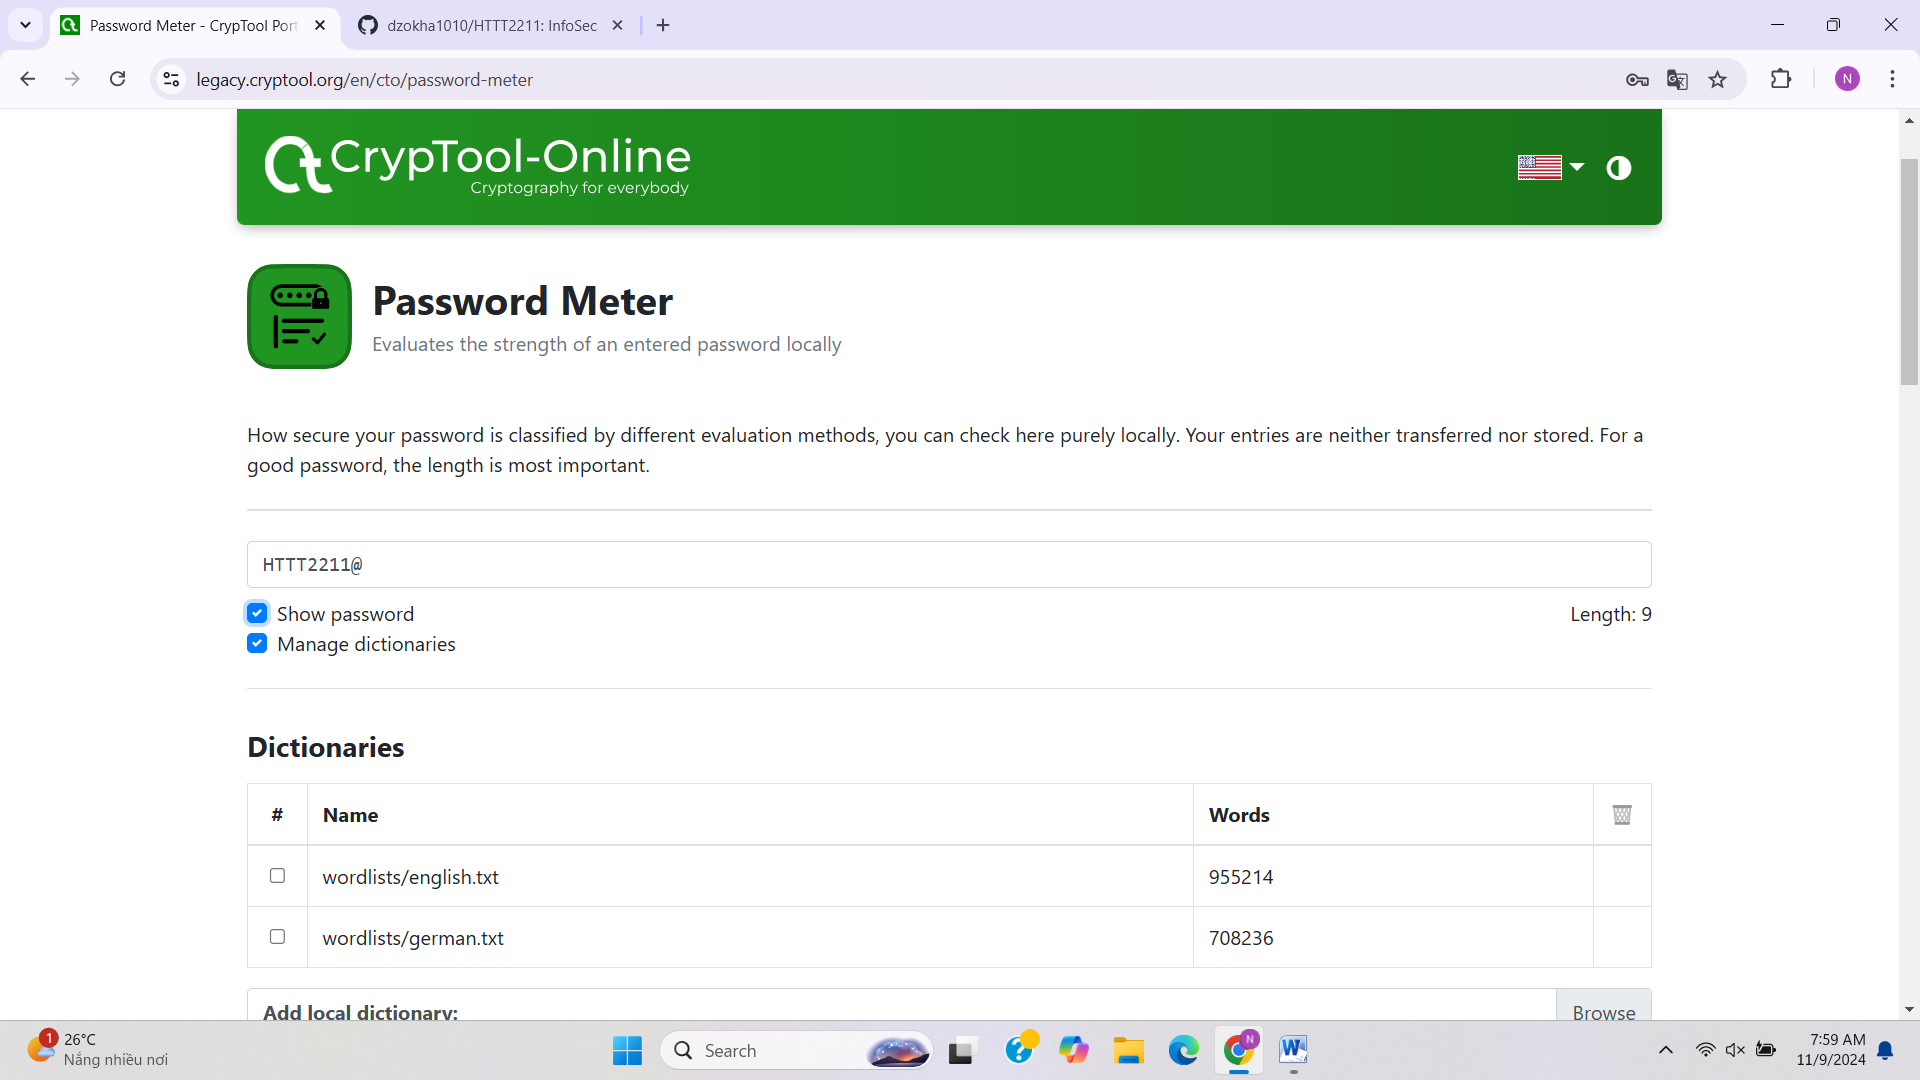 Password Meter - CrypTool Port
dzokha1010/HTTT2211: InfoSec
legacy.cryptool.org/en/cto/password-meter
N
CrypTool-Online
Cryptography for everybody
Password Meter
Evaluates the strength of an entered password locally
How secure your password is classified by different evaluation methods, you can check here purely locally. Your entries are neither transferred nor stored. For a
good password, the length is most important.
HTTT2211@
Show password
Length: 9
Manage dictionaries
Dictionaries
# Name Words
wordlists/english.txt 955214
wordlists/german.txt 708236
Add local dictionary: Browse
1
26°C
Nắng nhiều nơi
Search
N
7:59 AM
11/9/2024